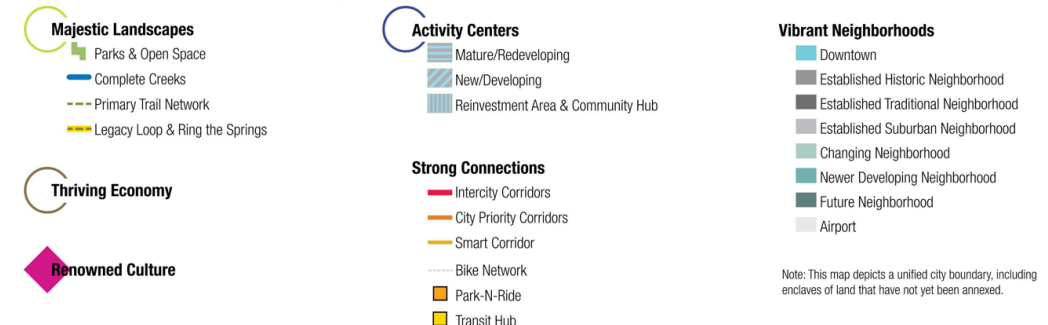 Majestic Landscapes
Parks & Open Space
Complete Creeks
Primary Trail Network
Legacy Loop & Ring the Springs
Thriving Economy
Renowned Culture
Activity Centers
Mature/Redeveloping
New/Developing
Reinvestment Area & Community Hub
Strong Connections
Intercity Corridors
City Priority Corridors
Smart Corridor
Bike Network
Park-N-Ride
Transit Hub
Vibrant Neighborhoods
Downtown
Established Historic Neighborhood
Established Traditional Neighborhood
Established Suburban Neighborhood
Changing Neighborhood
Newer Developing Neighborhood
Future Neighborhood
Airport
Note: This map depicts a unified city boundary, including
enclaves of land that have not yet been annexed.